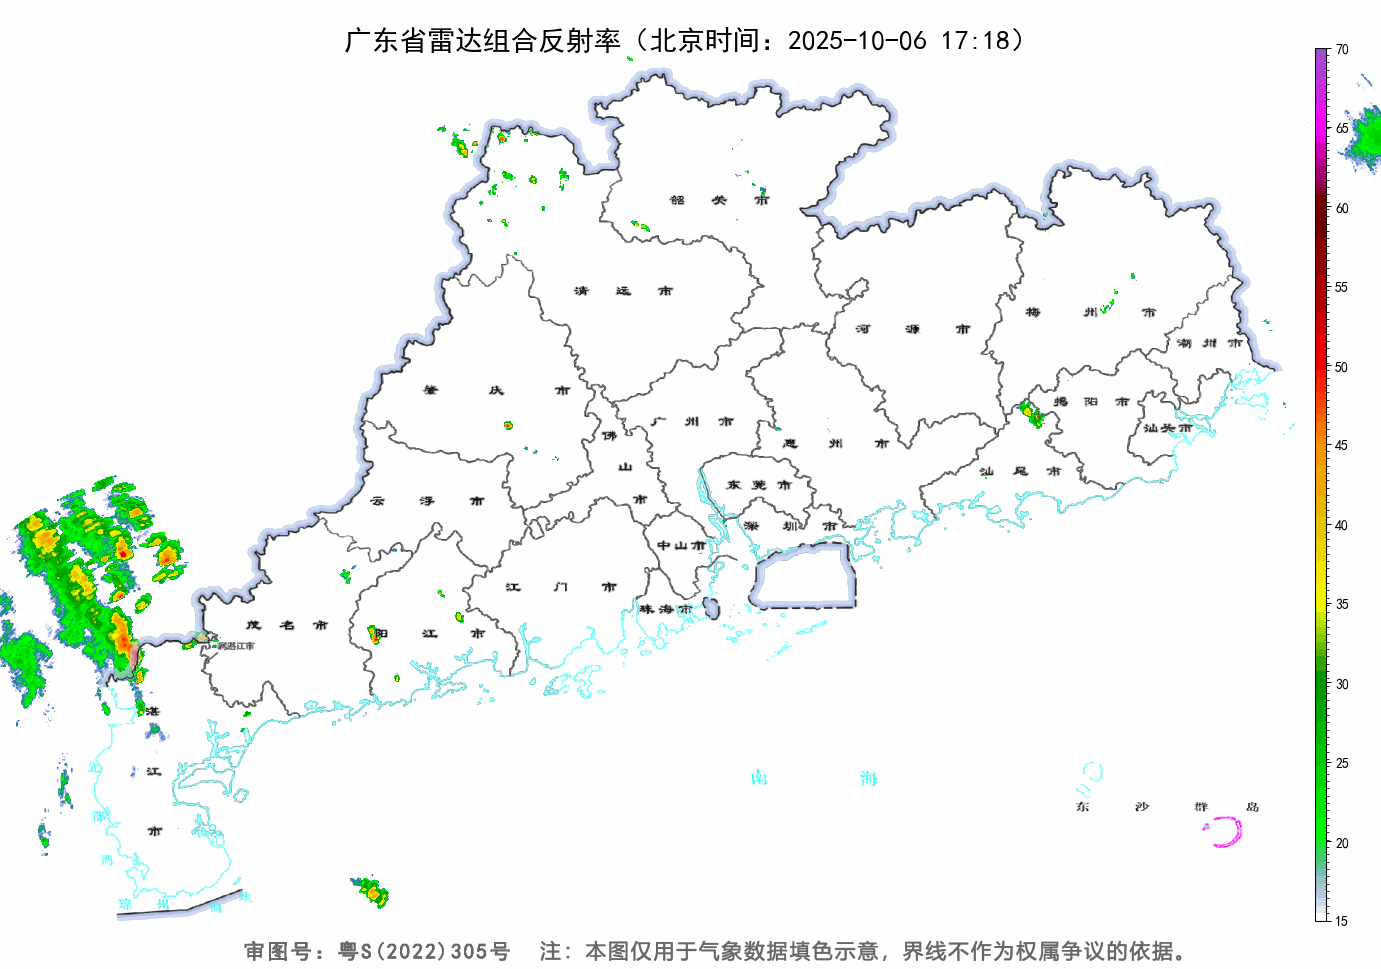 广东省雷达组合反射率（北京时间：2025-10-06 17:18）
70
65
60
55
50
45
40
35
30
25
20
15
韶关市
清远市
河源市
梅州市
潮州市
肇庆市
广州市
佛山市
惠州市
揭阳市
汕头市
汕尾市
云浮市
东莞市
深圳市
中山市
江门市
珠海市
茂名市
阳江市
属湛江市
湛江市
北部湾
琼州海峡
南海
东沙群岛
审图号：粤S(2022)305号 注：本图仅用于气象数据填色示意，界线不作为权属争议的依据。